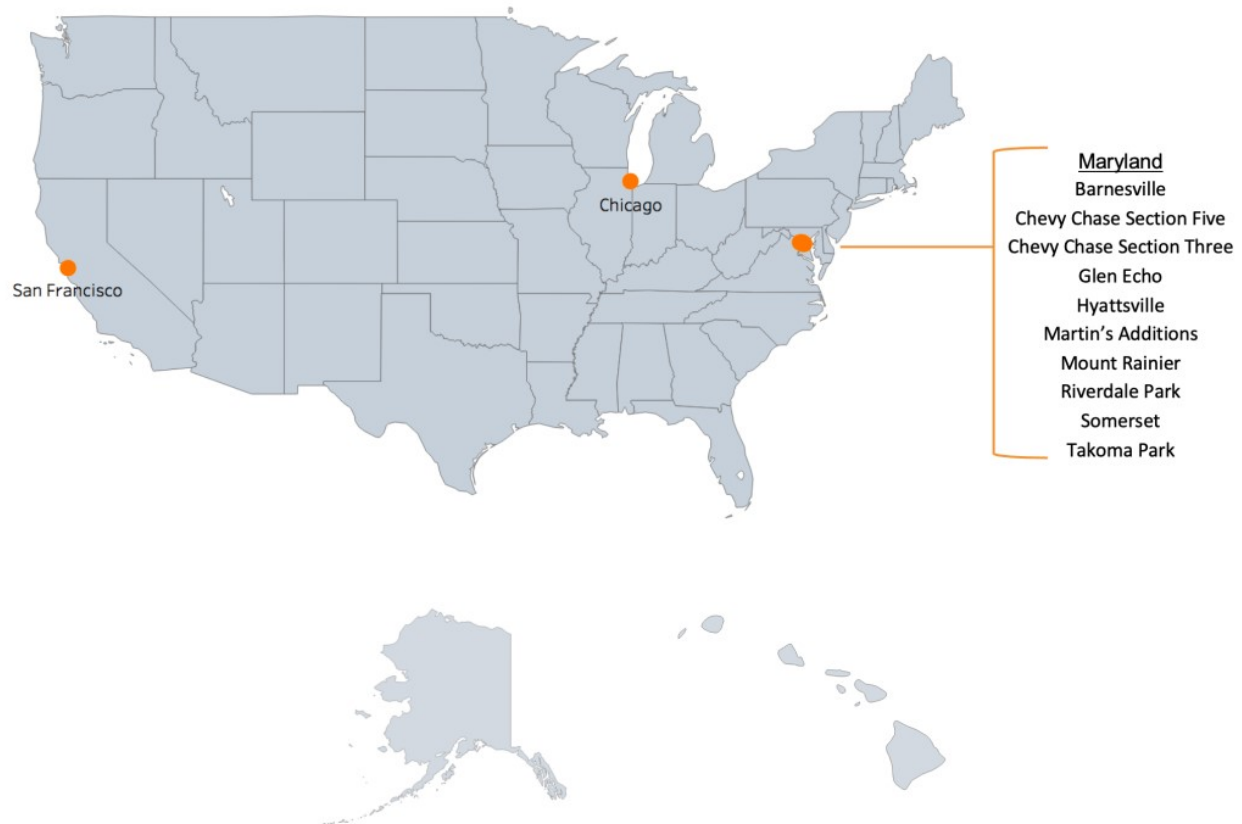 Chicago
San Francisco
Maryland
Barnesville
Chevy Chase Section Five
Chevy Chase Section Three
Glen Echo
Hyattsville
Martin’s Additions
Mount Rainier
Riverdale Park
Somerset
Takoma Park